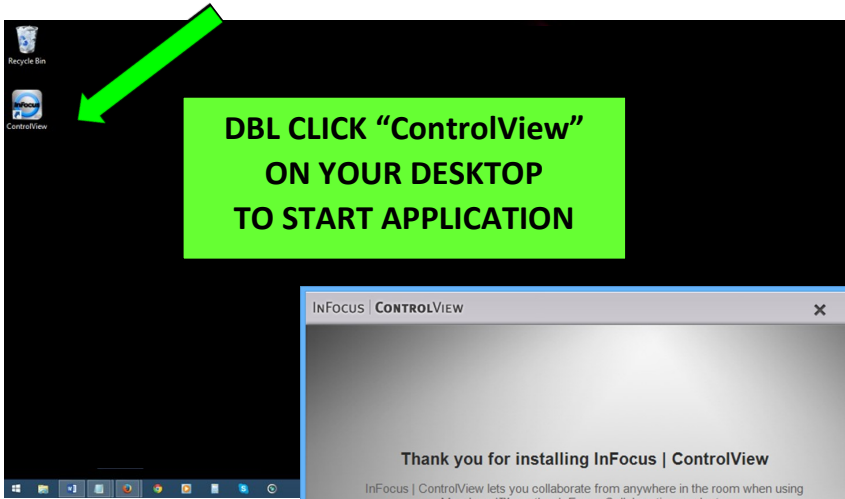 Recycle Bin
InFocus
ControlView
DBL CLICK “ControlView”
ON YOUR DESKTOP
TO START APPLICATION
INFOCUS | CONTROLVIEW
Thank you for installing InFocus | ControlView
InFocus | ControlView lets you collaborate from anywhere in the room when using